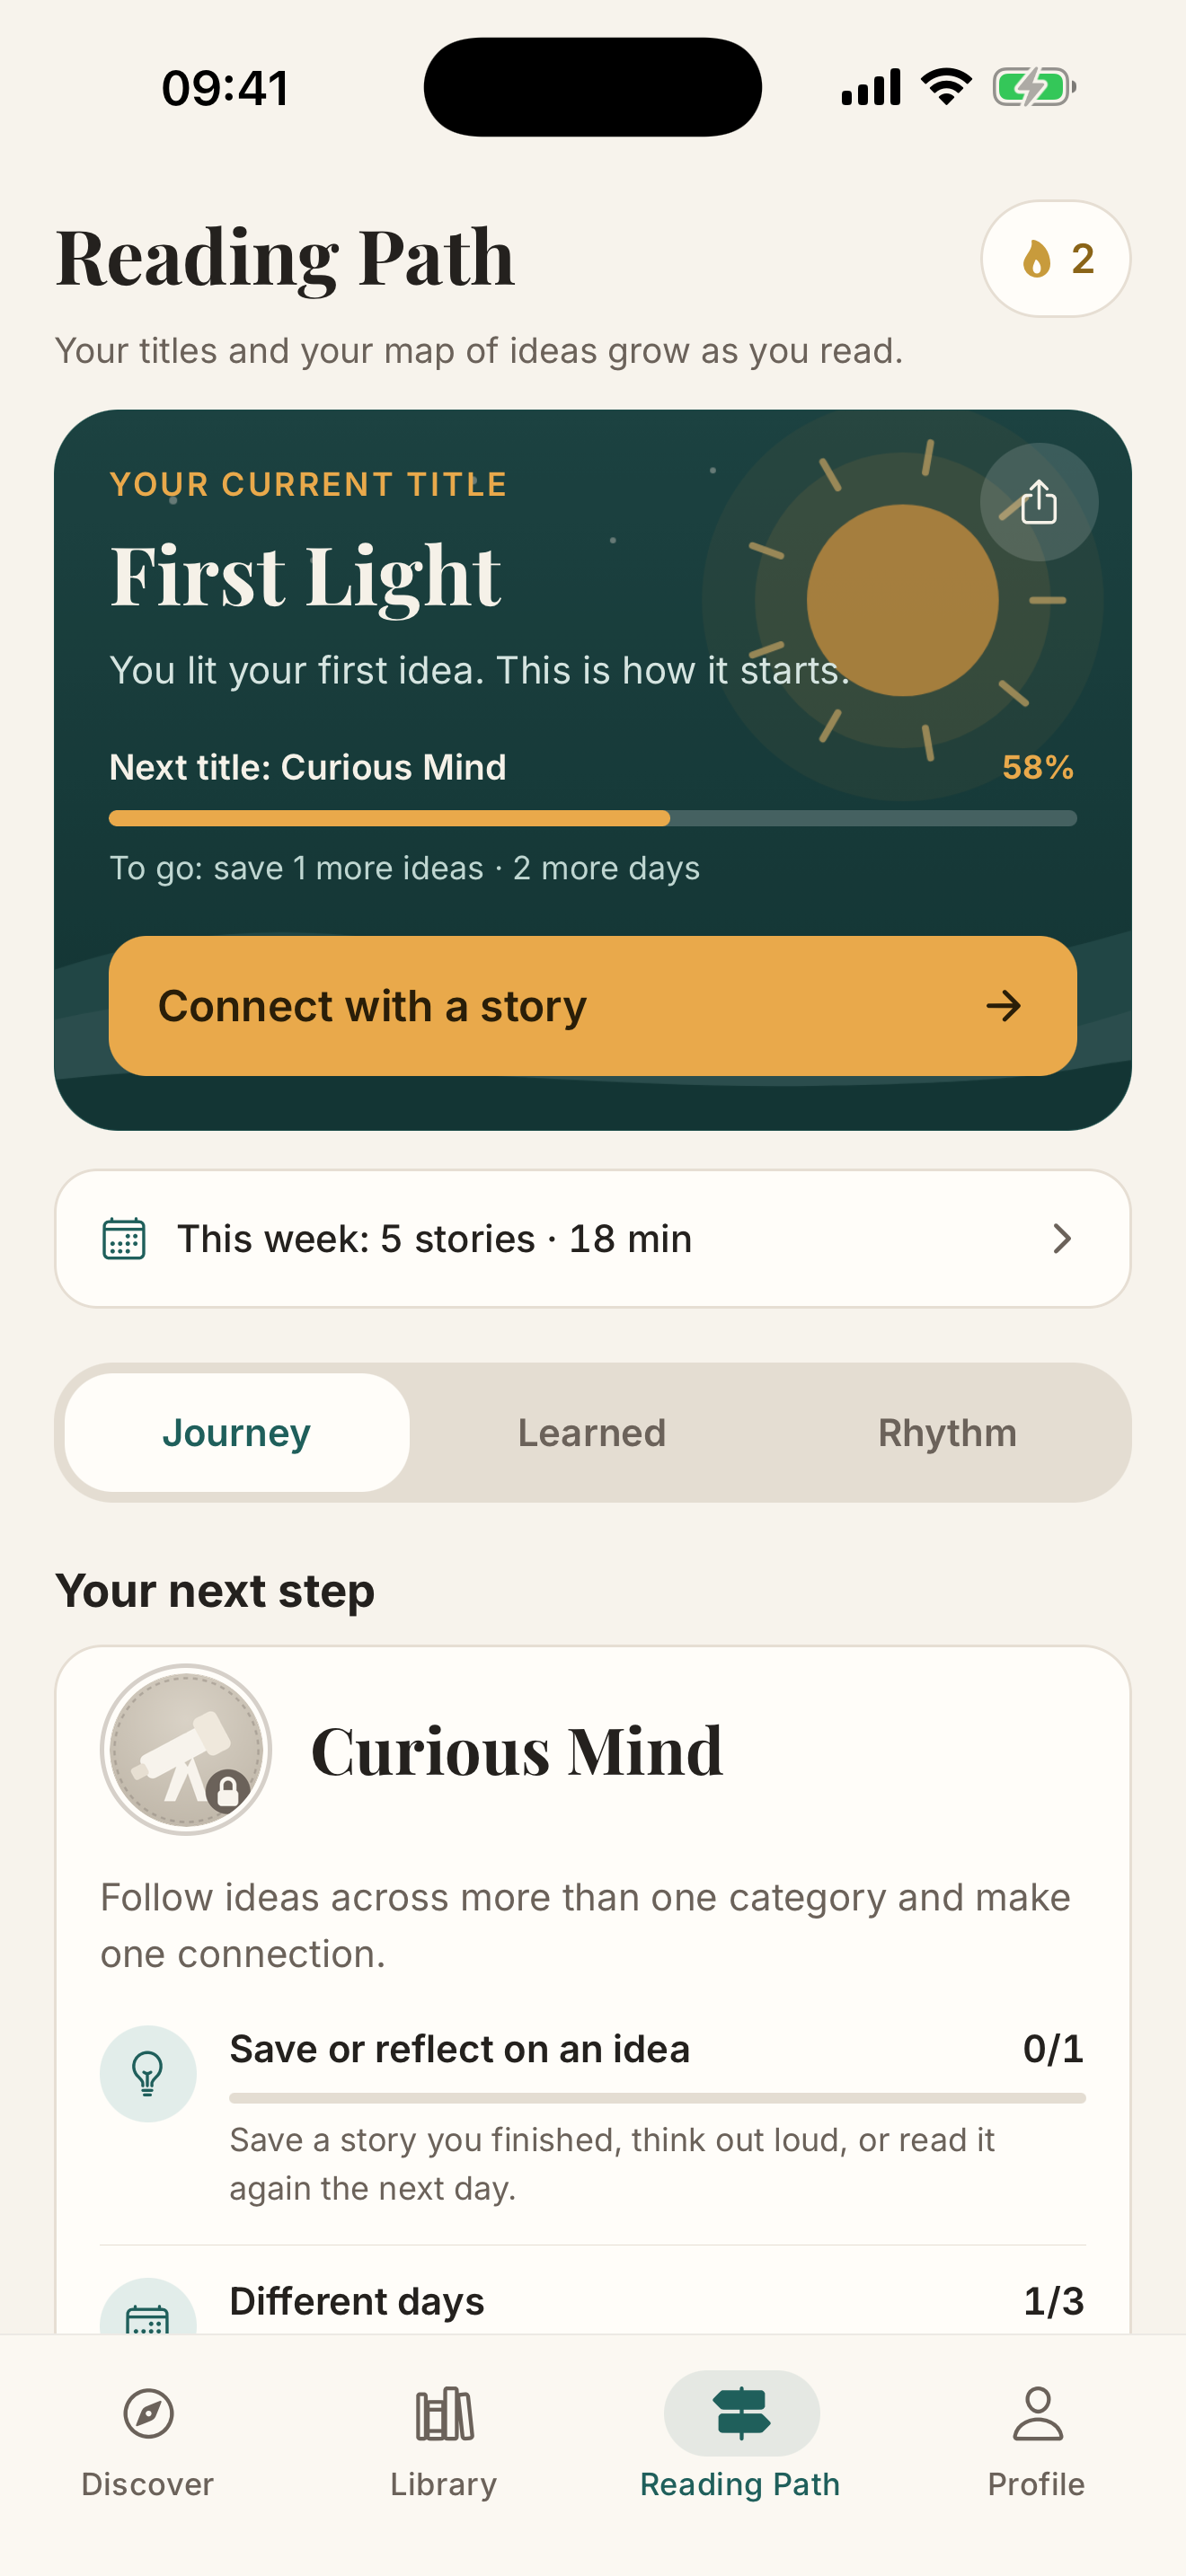 09:41
Reading Path
2
Your titles and your map of ideas grow as you read.
YOUR CURRENT TITLE
First Light
You lit your first idea. This is how it starts.
Next title: Curious Mind
58%
To go: save 1 more ideas · 2 more days
Connect with a story
This week: 5 stories · 18 min
Journey
Learned
Rhythm
Your next step
Curious Mind
Follow ideas across more than one category and make
one connection.
Save or reflect on an idea
0/1
Save a story you finished, think out loud, or read it
again the next day.
Different days
1/3
Discover
Library
Reading Path
Profile